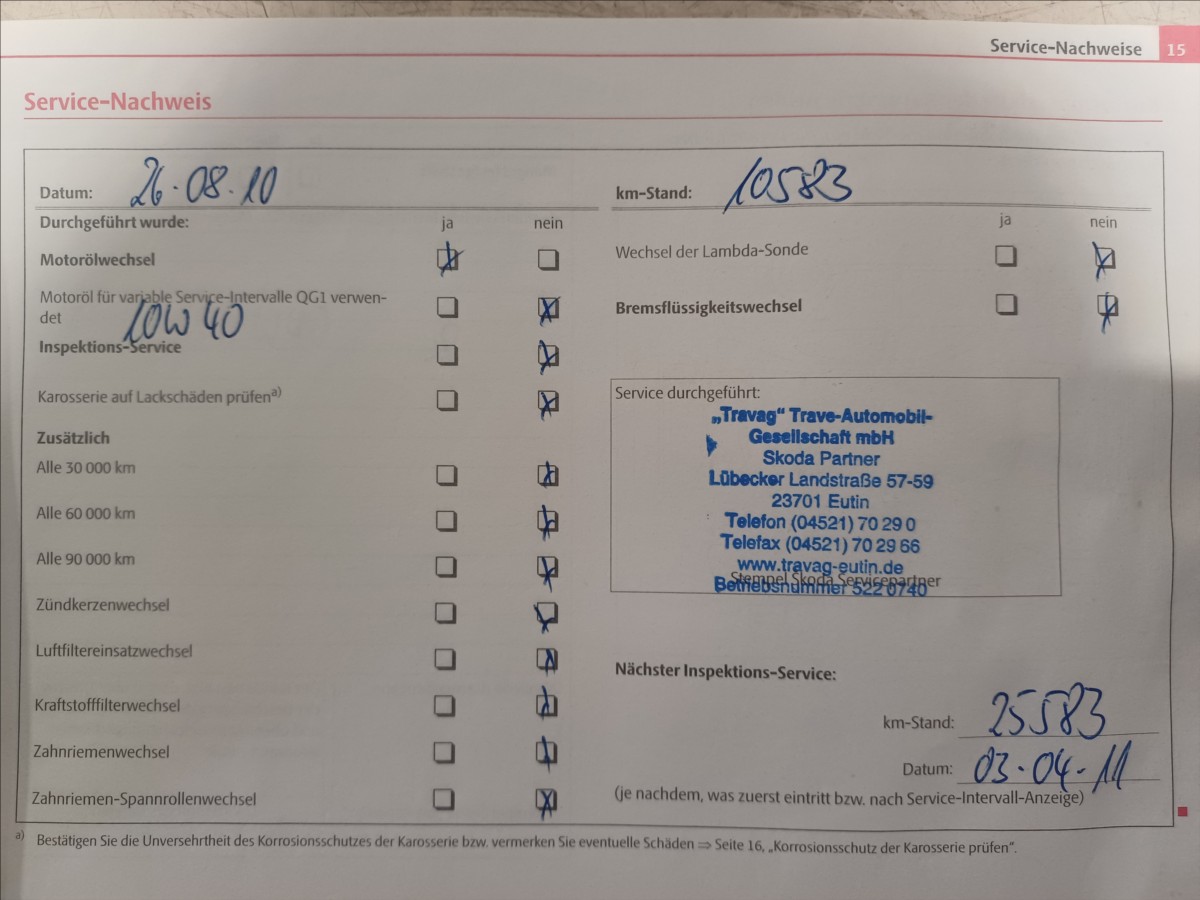 Service-Nachweise 15
Service-Nachweis
Datum: 26.08.10
km-Stand: 10583
Durchgeführt wurde: ja nein
ja nein
Motorölwechsel
Wechsel der Lambda-Sonde
Motoröl für variable Service-Intervalle QG1 verwen-
det
10W40
Bremsflüssigkeitswechsel
Inspektions-Service
Karosserie auf Lackschäden prüfen a)
Zusätzlich
Alle 30 000 km
Alle 60 000 km
Alle 90 000 km
Zündkerzenwechsel
Luftfiltereinsatzwechsel
Kraftstofffilterwechsel
Zahnriemenwechsel
Zahnriemen-Spannrollenwechsel
Service durchgeführt:
„Travag“ Trave-Automobil-
Gesellschaft mbH
Skoda Partner
Lübecker Landstraße 57-59
23701 Eutin
Telefon (04521) 70 29 0
Telefax (04521) 70 29 66
www.travag-eutin.de
Stempel Skoda Servicepartner
Betriebsnummer 522 0740
Nächster Inspektions-Service:
km-Stand: 25583
Datum: 03.04.11
(je nachdem, was zuerst eintritt bzw. nach Service-Intervall-Anzeige)
a) Bestätigen Sie die Unversehrtheit des Korrosionsschutzes der Karosserie bzw. vermerken Sie eventuelle Schäden ⇒ Seite 16, „Korrosionsschutz der Karosserie prüfen“.